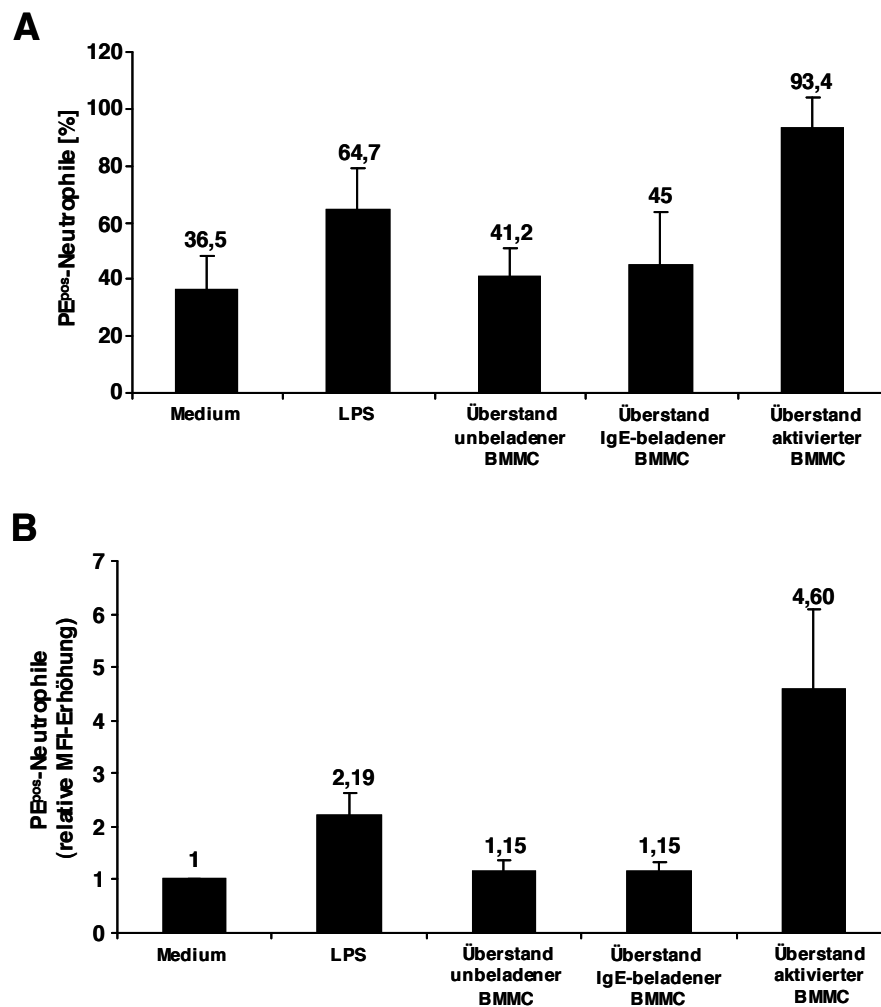 A
PEpos-Neutrophile [%]
120
100
80
60
40
20
0
36,5
64,7
41,2
45
93,4
Medium
LPS
Überstand
unbeladener
BMMC
Überstand
IgE-beladener
BMMC
Überstand
aktivierter
BMMC
B
PEpos-Neutrophile
(relative MFI-Erhöhung)
7
6
5
4
3
2
1
0
1
2,19
1,15
1,15
4,60
Medium
LPS
Überstand
unbeladener
BMMC
Überstand
IgE-beladener
BMMC
Überstand
aktivierter
BMMC